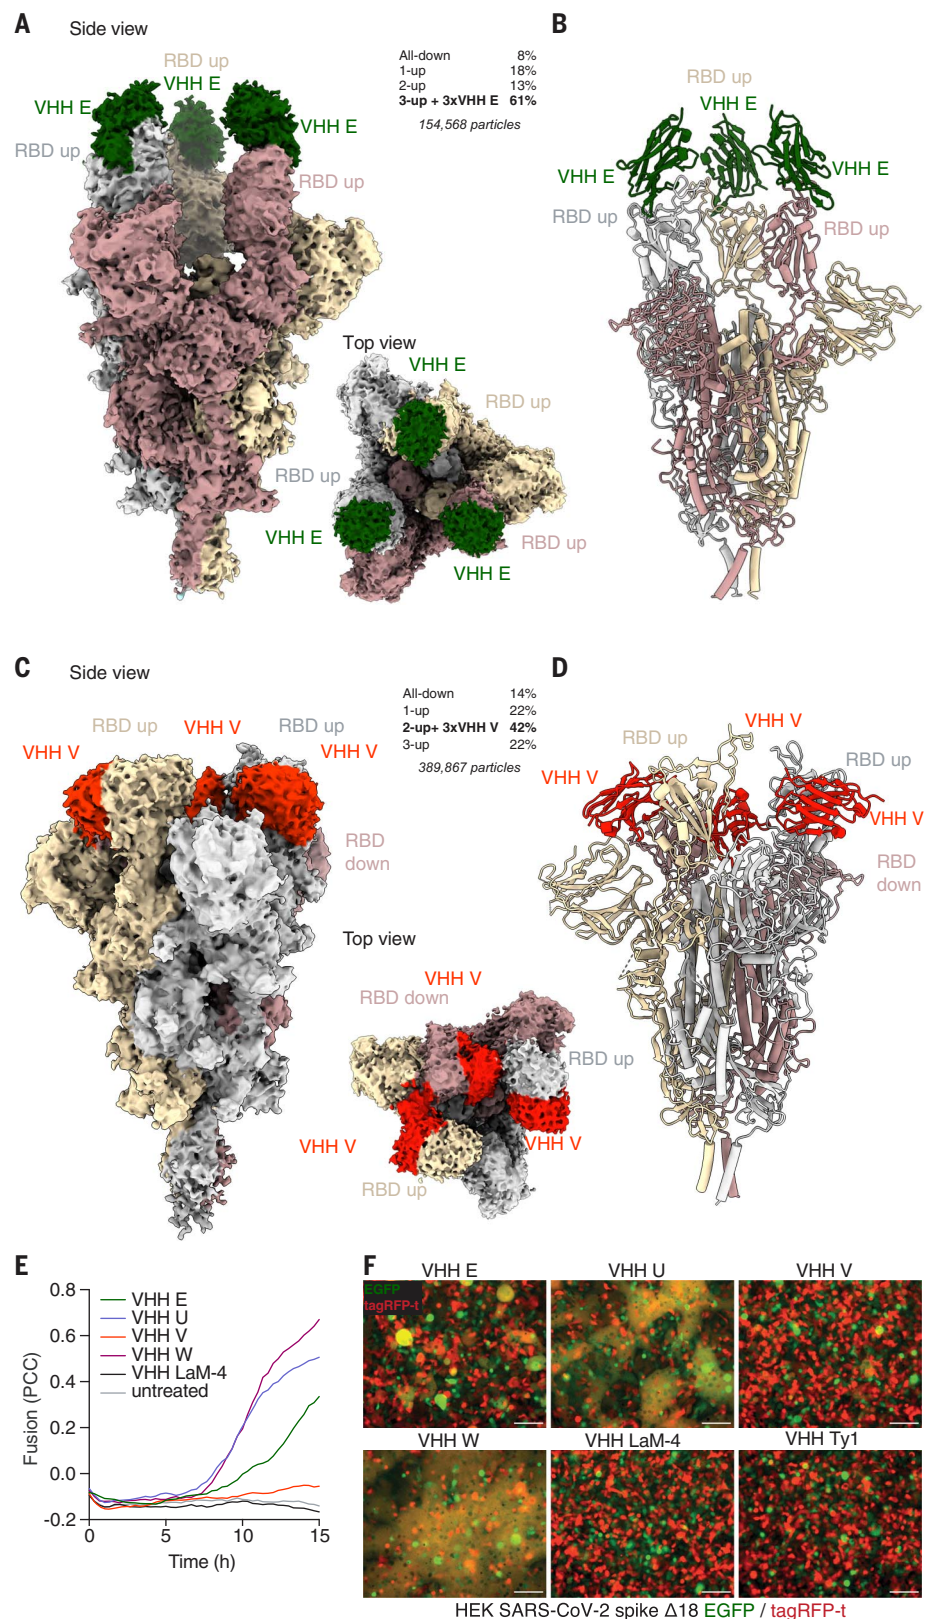 A
Side view
RBD up
VHH E
VHH E
VHH E
RBD up
RBD up
All-down 8%
1-up 18%
2-up 13%
3-up + 3xVHH E 61%
154,568 particles
Top view
VHH E
RBD up
RBD up
VHH E
RBD up
VHH E
B
RBD up
VHH E
VHH E
VHH E
RBD up
RBD up
C
Side view
RBD up
VHH V
RBD up
VHH V
VHH V
RBD
down
All-down 14%
1-up 22%
2-up+ 3xVHH V 42%
3-up 22%
389,867 particles
Top view
VHH V
RBD down
RBD up
VHH V
VHH V
RBD up
D
VHH V
RBD up
RBD up
VHH V
VHH V
RBD
down
E
0.8
0.6
0.4
0.2
0.0
-0.2
Fusion (PCC)
VHH E
VHH U
VHH V
VHH W
VHH LaM-4
untreated
0 5 10 15
Time (h)
F
VHH E VHH U VHH V
EGFP
tagRFP-t
VHH W VHH LaM-4 VHH Ty1
HEK SARS-CoV-2 spike Δ18 EGFP / tagRFP-t